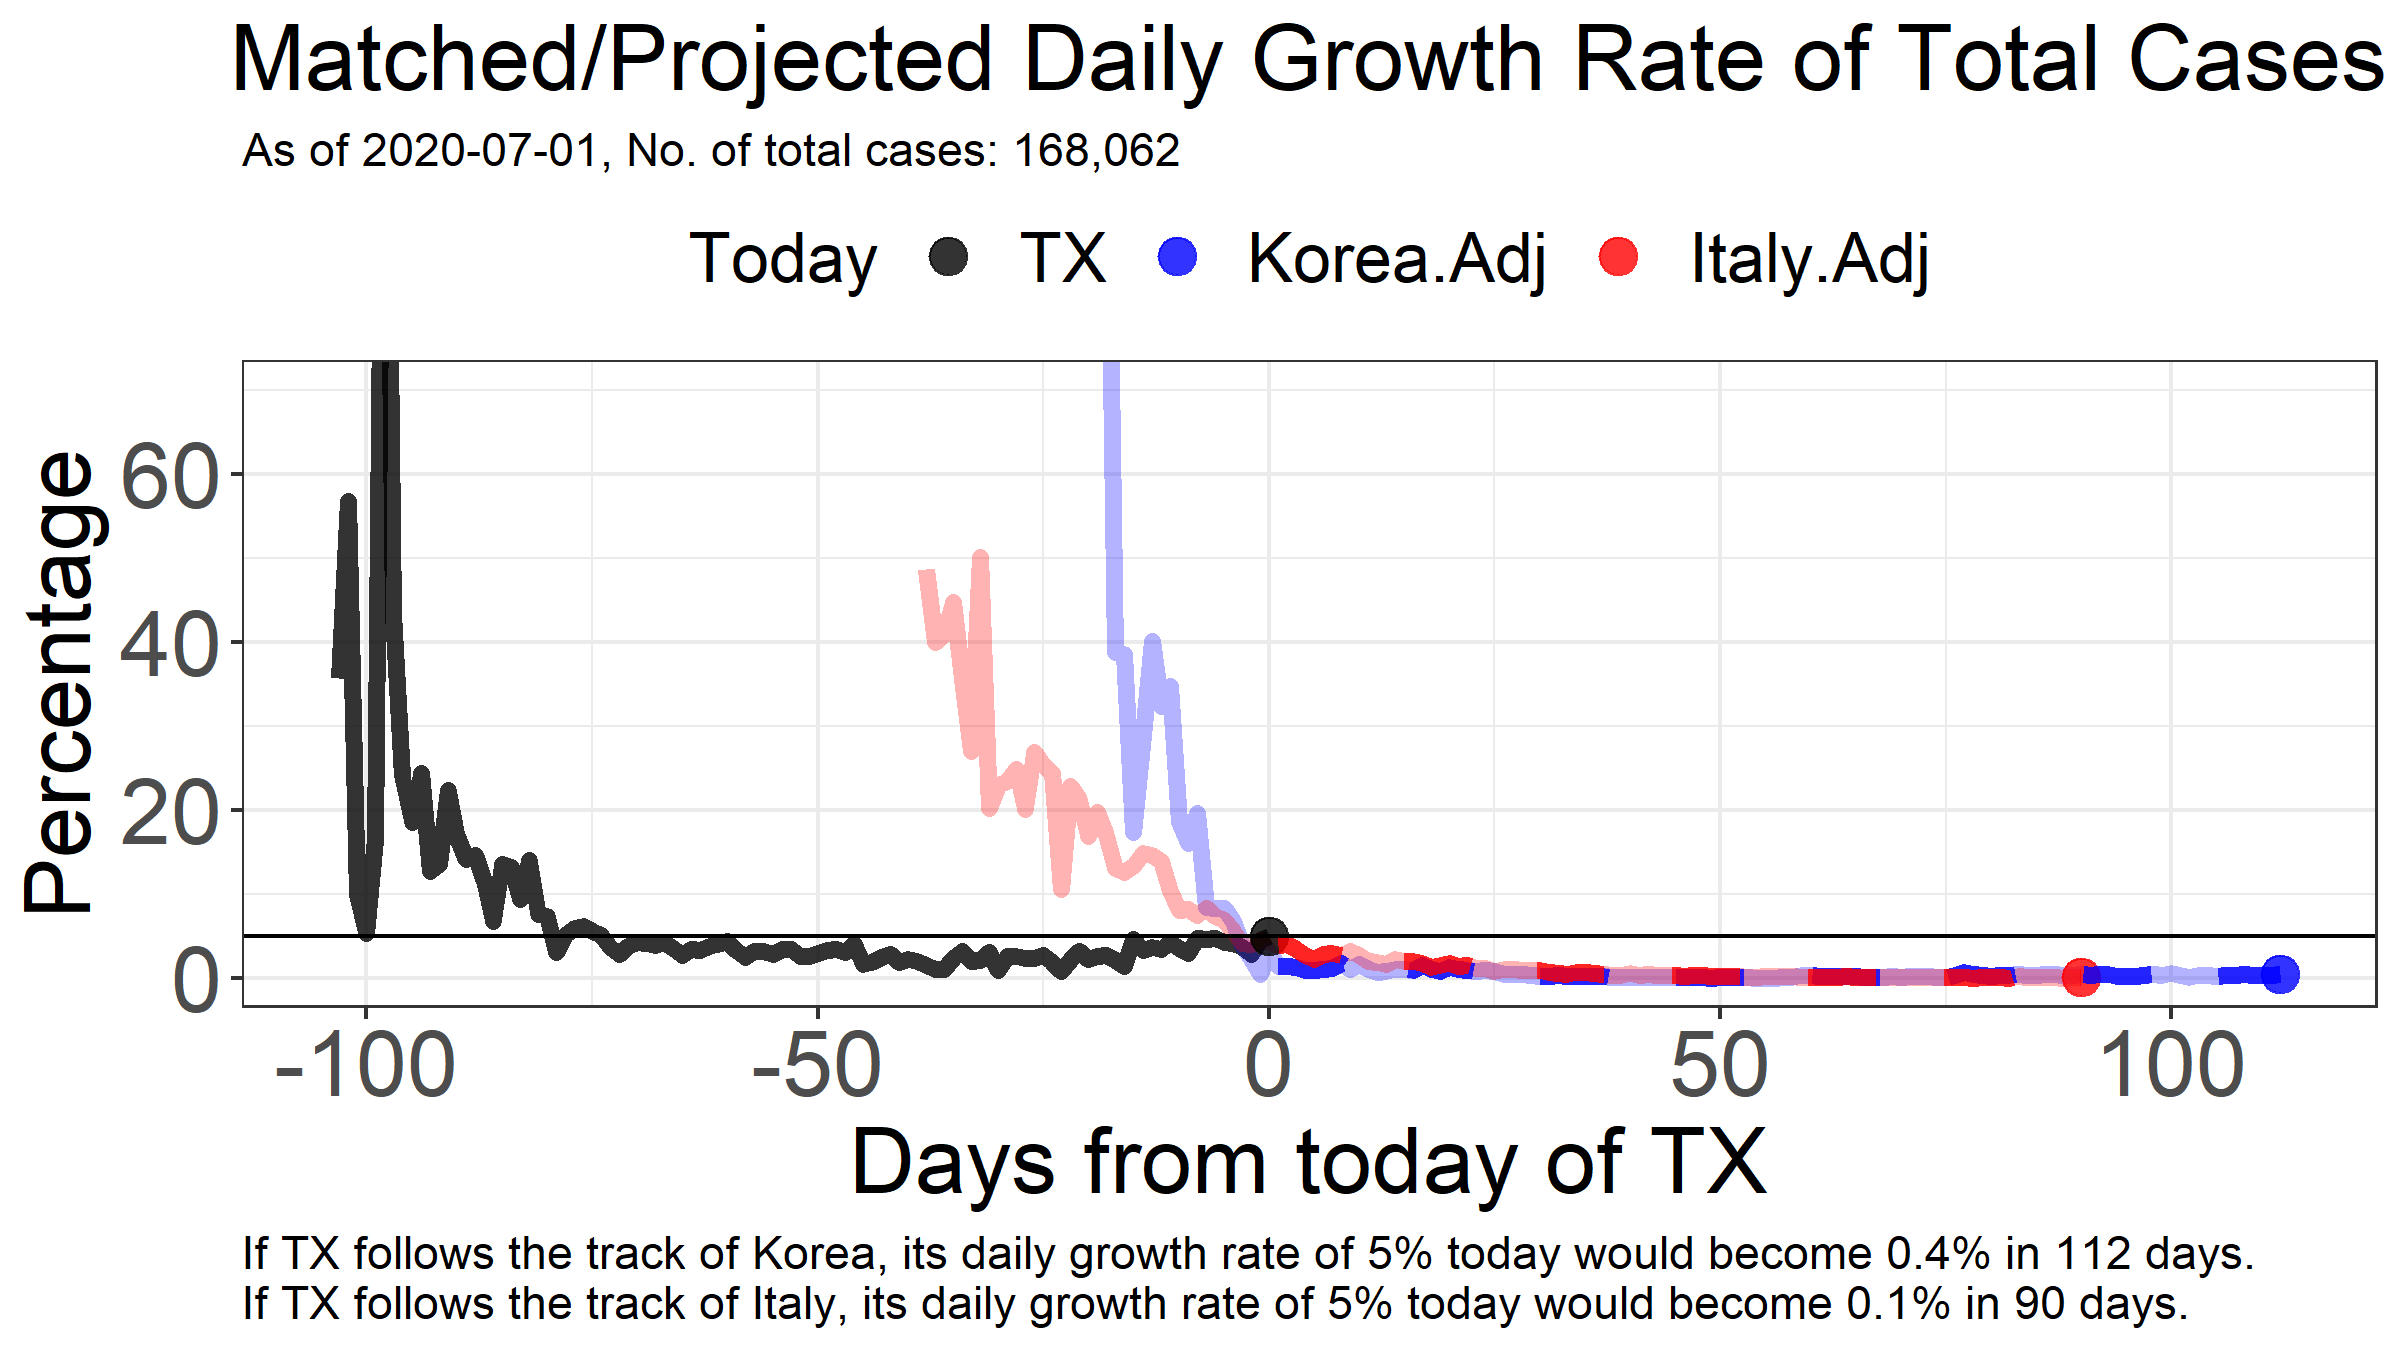 Matched/Projected Daily Growth Rate of Total Cases
As of 2020-07-01, No. of total cases: 168,062
Today TX Korea.Adj Italy.Adj
Percentage
60
40
20
0
-100 -50 0 50 100
Days from today of TX
If TX follows the track of Korea, its daily growth rate of 5% today would become 0.4% in 112 days.
If TX follows the track of Italy, its daily growth rate of 5% today would become 0.1% in 90 days.